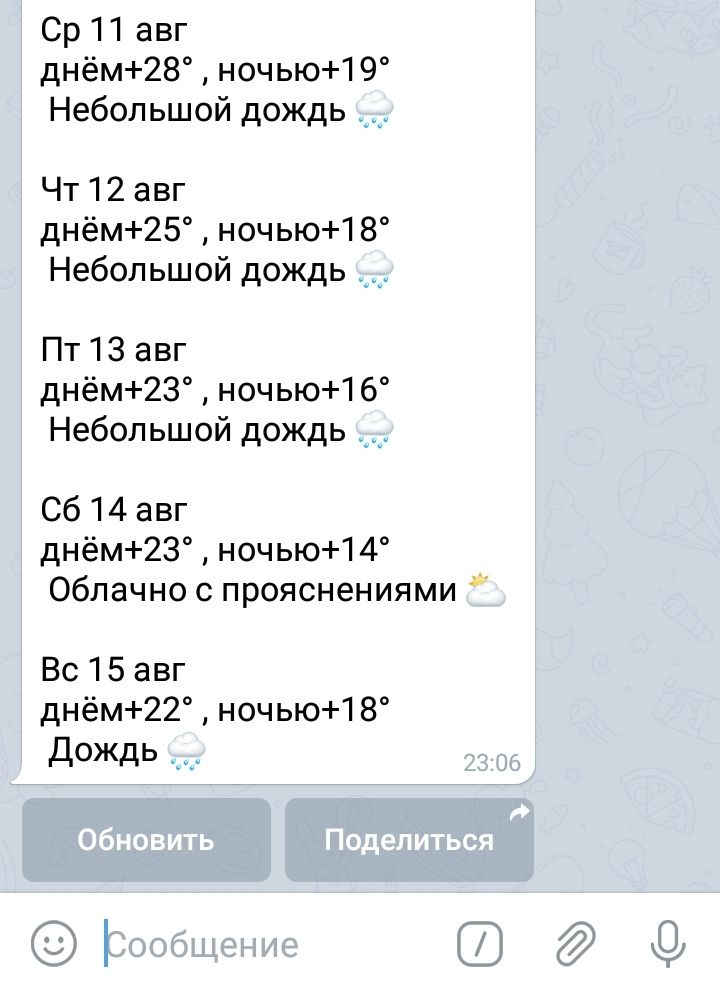 Ср 11 авг
днём+28° , ночью+19°
Небольшой дождь
Чт 12 авг
днём+25° , ночью+18°
Небольшой дождь
Пт 13 авг
днём+23° , ночью+16°
Небольшой дождь
Сб 14 авг
днём+23° , ночью+14°
Облачно с прояснениями
Вс 15 авг
днём+22° , ночью+18°
Дождь
23:06
Обновить
Поделиться
Сообщение